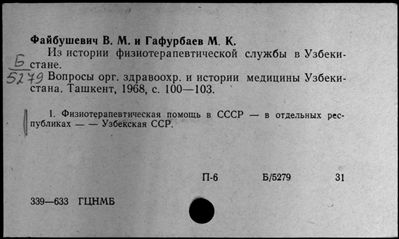 Файбушевич В. М. и Гафурбаев М. К.
Из истории физиотерапевтической службы в Узбеки-
Б стане.
5279 Вопросы орг. здравоохр. и истории медицины Узбеки-
стана. Ташкент, 1968, с. 100—103.
1. Физиотерапевтическая помощь в СССР — в отдельных рес-
публиках — — Узбекская ССР.
П-6 Б/5279 31
339—633 ГЦНМБ